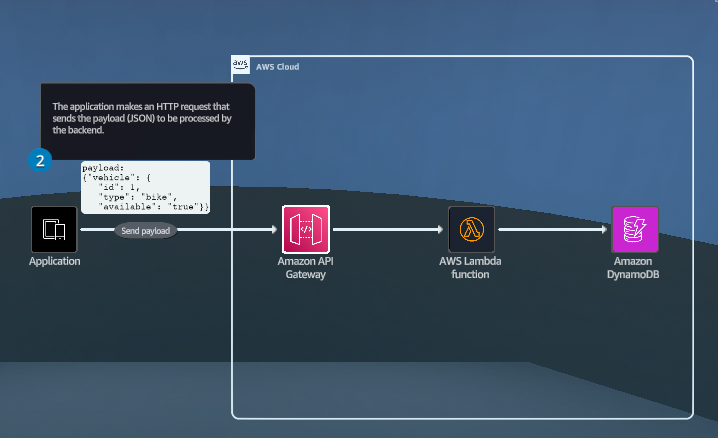 aws
AWS Cloud
The application makes an HTTP request that
sends the payload (JSON) to be processed by
the backend.
2
payload:
{"vehicle": {
"id": 1,
"type": "bike",
"available": "true"}}
Send payload
Application
Amazon API
Gateway
AWS Lambda
function
Amazon
DynamoDB